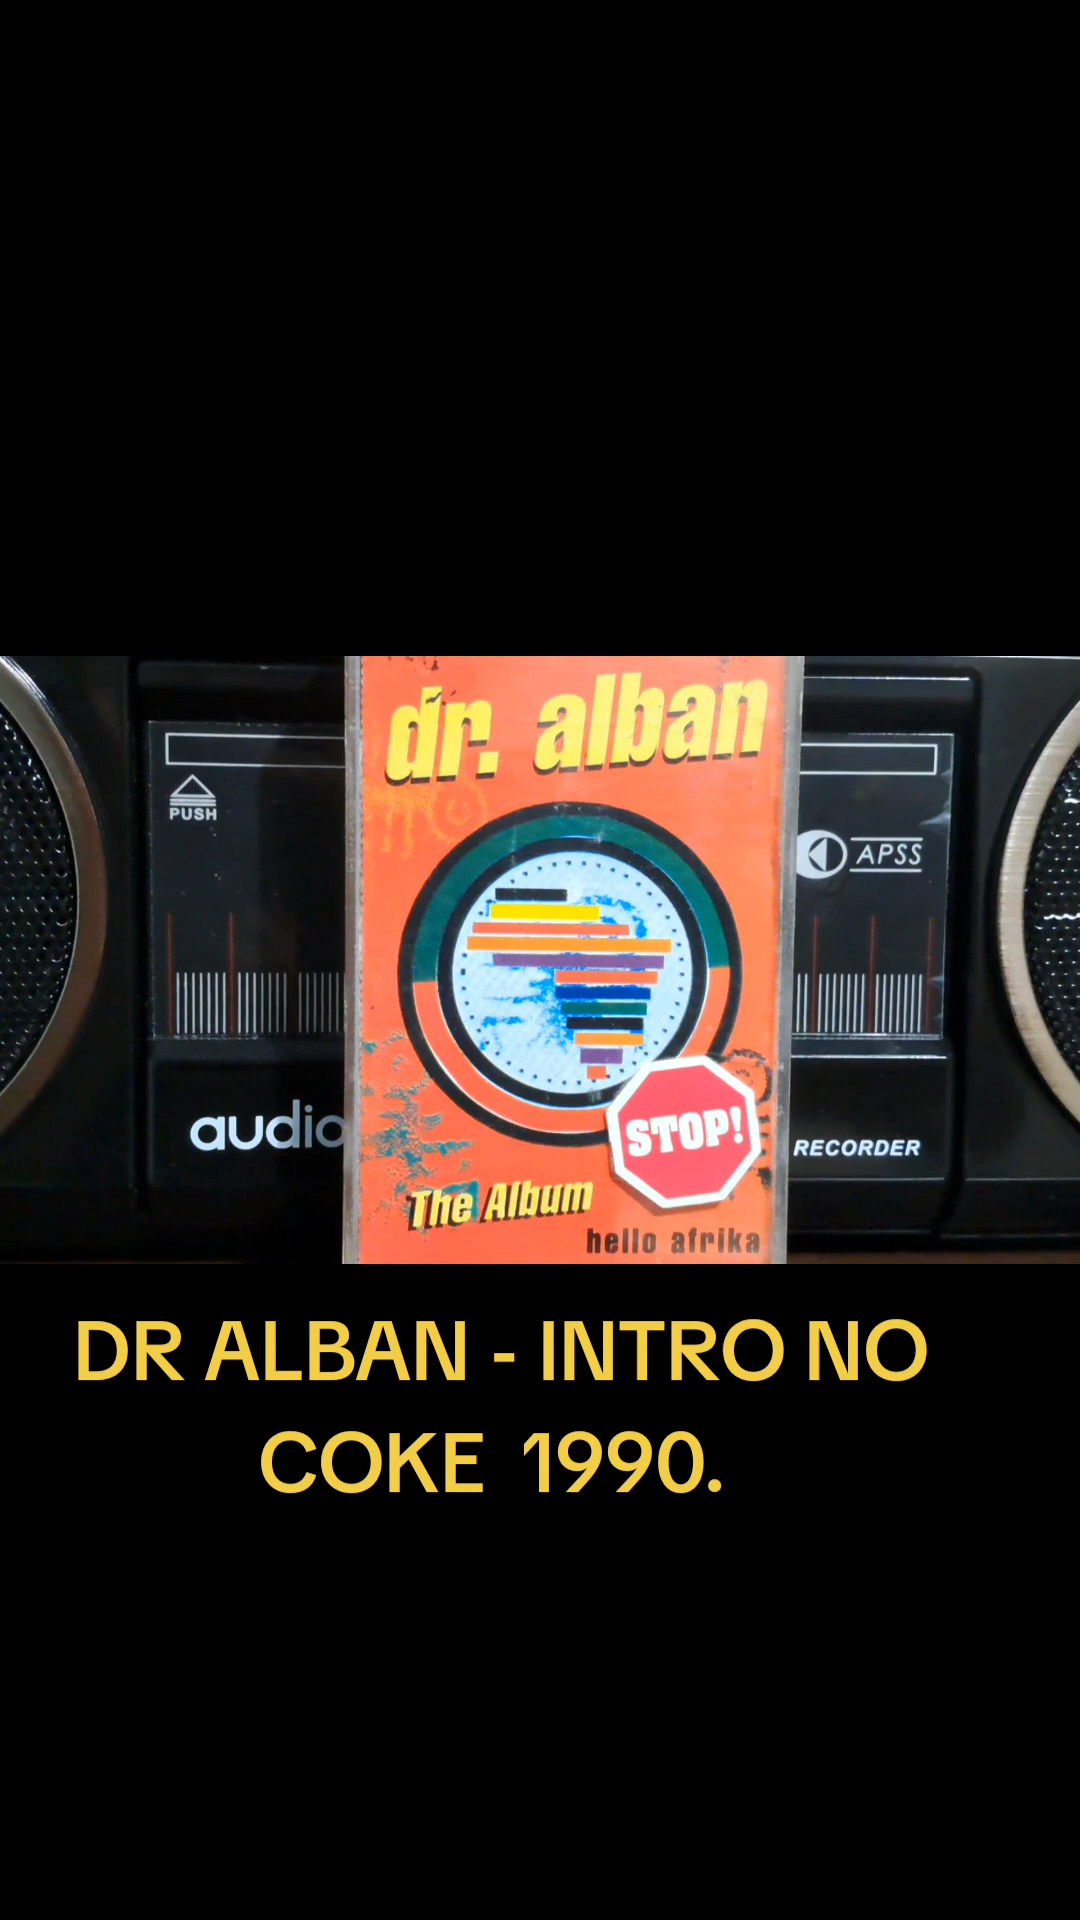 dr. alban
PUSH
APSS
audio
STOP!
RECORDER
The Album
hello afrika
DR ALBAN - INTRO NO
COKE 1990.